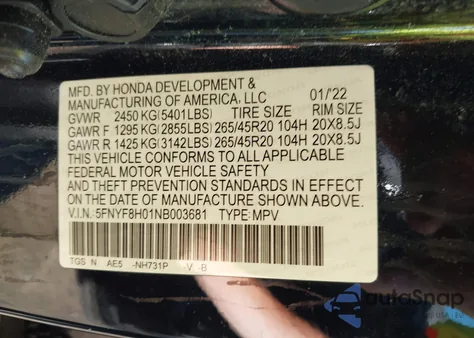 MFD. BY HONDA DEVELOPMENT &
MANUFACTURING OF AMERICA, LLC 01/22
GVWR 2450 KG (5401LBS) TIRE SIZE RIM SIZE
GAWR F 1295 KG (2855LBS) 265/45R20 104H 20X8.5J
GAWR R 1425 KG (3142LBS) 265/45R20 104H 20X8.5J
THIS VEHICLE CONFORMS TO ALL APPLICABLE
FEDERAL MOTOR VEHICLE SAFETY
AND THEFT PREVENTION STANDARDS IN EFFECT
ON THE DATE OF MANUFACTURE SHOWN ABOVE.
V.I.N.: 5FNYF8H01NB003681 TYPE: MPV
TGS N AE5 -NH731P V -B
autoSnap